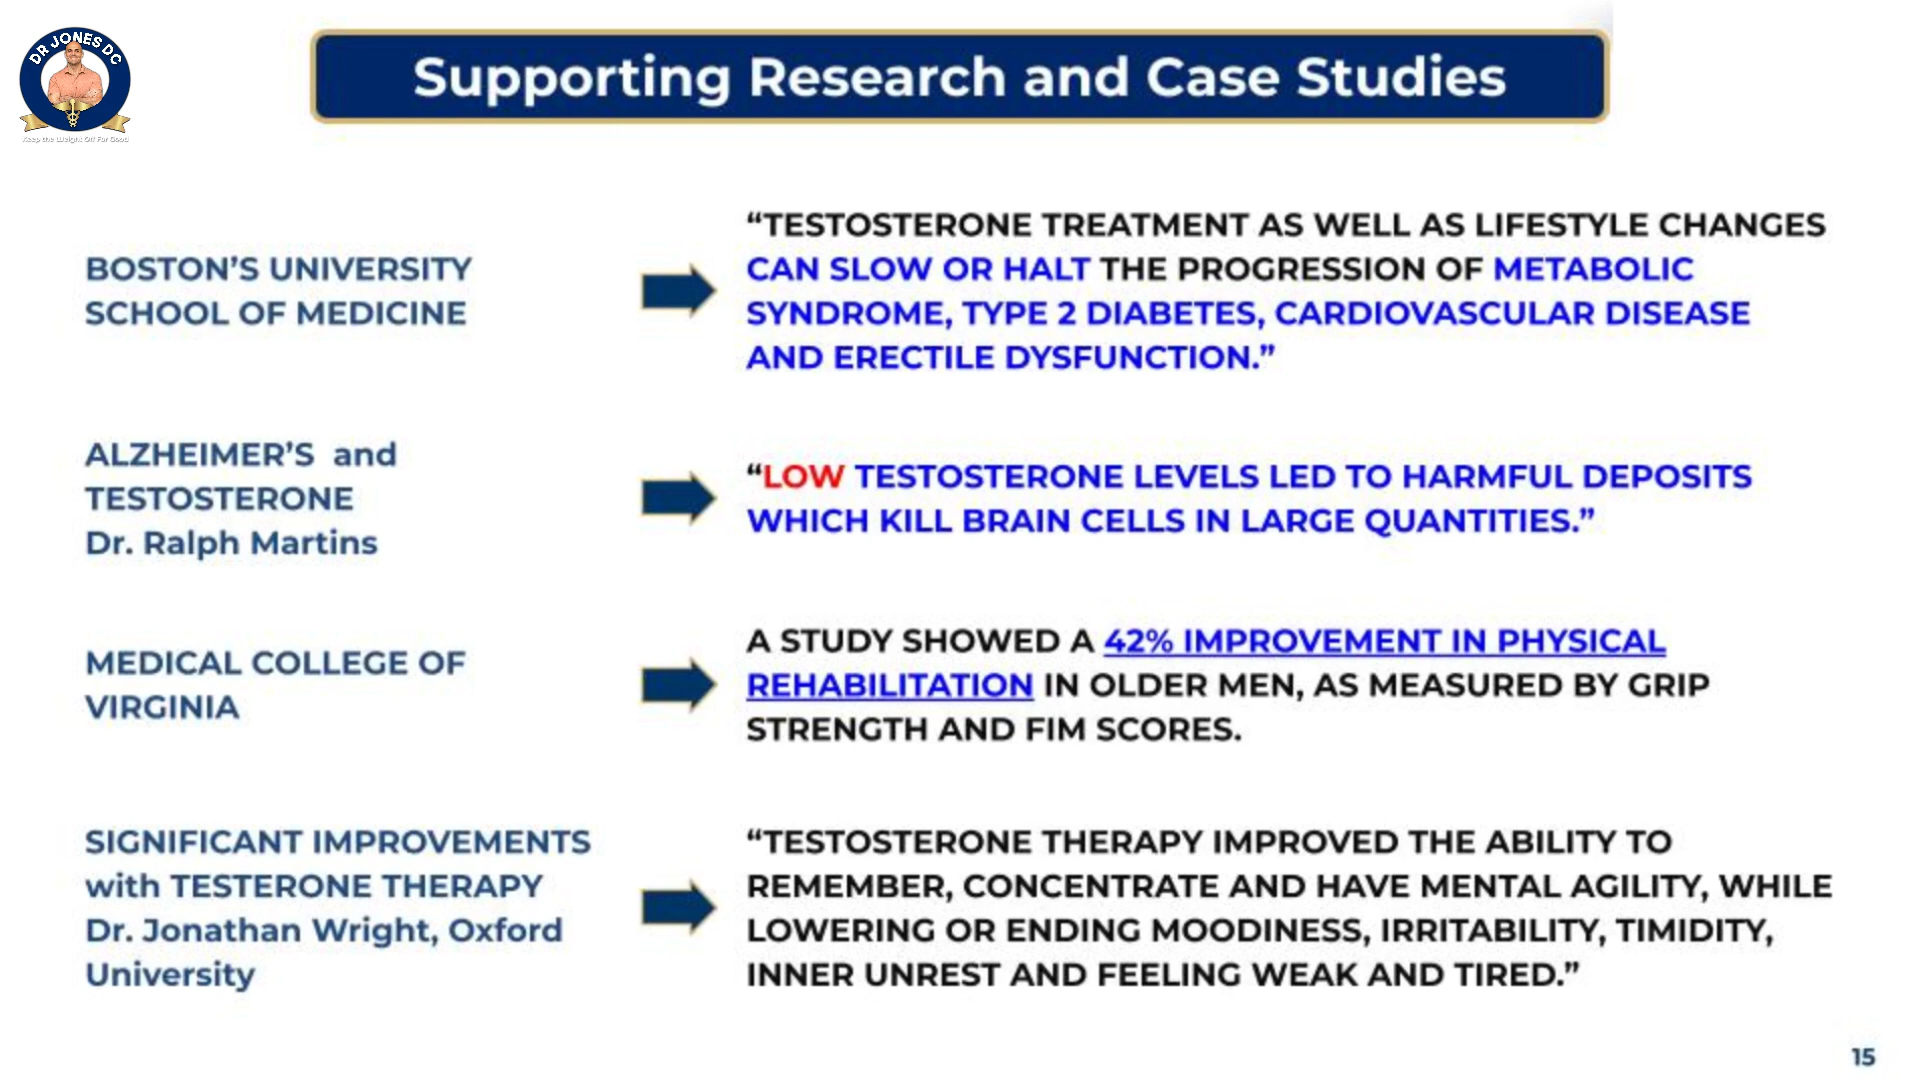 DR JONES DC
Keep the Weight Off For Good
Supporting Research and Case Studies
BOSTON’S UNIVERSITY
SCHOOL OF MEDICINE
“TESTOSTERONE TREATMENT AS WELL AS LIFESTYLE CHANGES
CAN SLOW OR HALT THE PROGRESSION OF METABOLIC
SYNDROME, TYPE 2 DIABETES, CARDIOVASCULAR DISEASE
AND ERECTILE DYSFUNCTION.”
ALZHEIMER’S and
TESTOSTERONE
Dr. Ralph Martins
“LOW TESTOSTERONE LEVELS LED TO HARMFUL DEPOSITS
WHICH KILL BRAIN CELLS IN LARGE QUANTITIES.”
MEDICAL COLLEGE OF
VIRGINIA
A STUDY SHOWED A 42% IMPROVEMENT IN PHYSICAL
REHABILITATION IN OLDER MEN, AS MEASURED BY GRIP
STRENGTH AND FIM SCORES.
SIGNIFICANT IMPROVEMENTS
with TESTERONE THERAPY
Dr. Jonathan Wright, Oxford
University
“TESTOSTERONE THERAPY IMPROVED THE ABILITY TO
REMEMBER, CONCENTRATE AND HAVE MENTAL AGILITY, WHILE
LOWERING OR ENDING MOODINESS, IRRITABILITY, TIMIDITY,
INNER UNREST AND FEELING WEAK AND TIRED.”
15